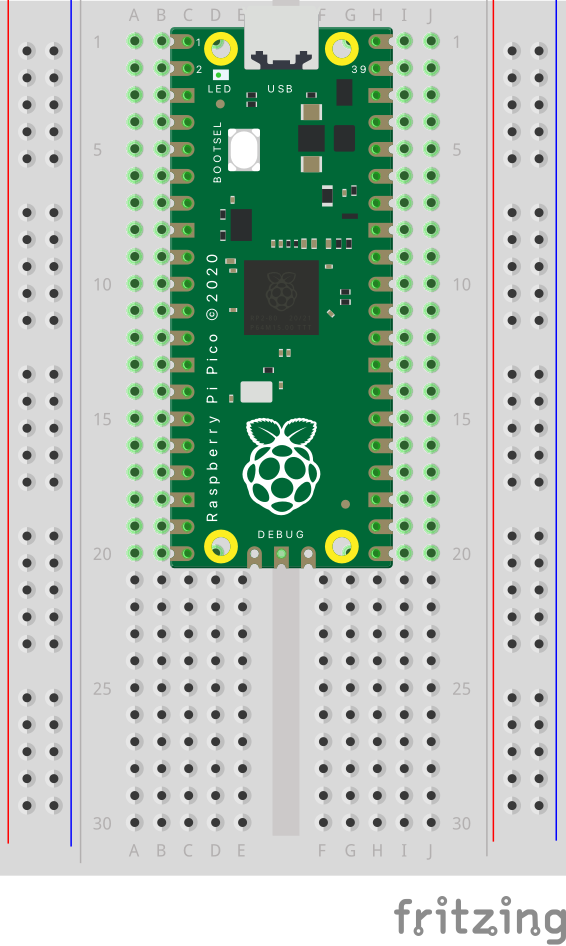 A B C D E F G H I J
1 1 39 1
2
LED USB
5 BOOTSEL 5
10 10
Raspberry Pi Pico ©2020
15 15
DEBUG
20 20
25 25
30 30
A B C D E F G H I J
fritzing